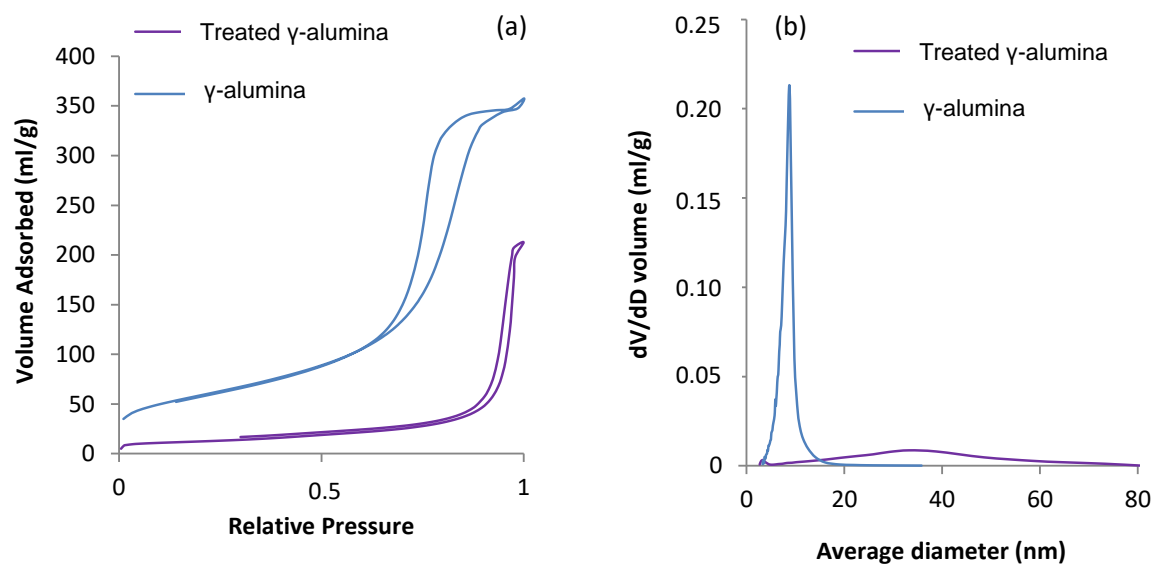 (a)
Treated γ-alumina
γ-alumina
400
350
300
250
200
150
100
50
0
0
0.5
1
Volume Adsorbed (ml/g)
Relative Pressure
(b)
Treated γ-alumina
γ-alumina
0.25
0.20
0.15
0.10
0.05
0
0
20
40
60
80
dV/dD volume (ml/g)
Average diameter (nm)